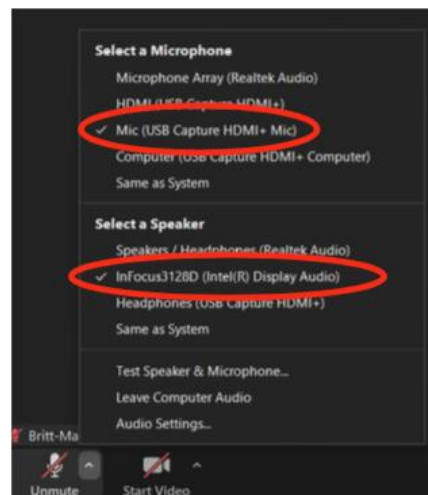 Select a Microphone
Microphone Array (Realtek Audio)
HDMI (USB Capture HDMI+)
✓ Mic (USB Capture HDMI+ Mic)
Computer (USB Capture HDMI+ Computer)
Same as System
Select a Speaker
Speakers / Headphones (Realtek Audio)
✓ InFocus3128D (Intel(R) Display Audio)
Headphones (USB Capture HDMI+)
Same as System
Test Speaker & Microphone...
Leave Computer Audio
Audio Settings...
Britt-Ma
Unmute Start Video